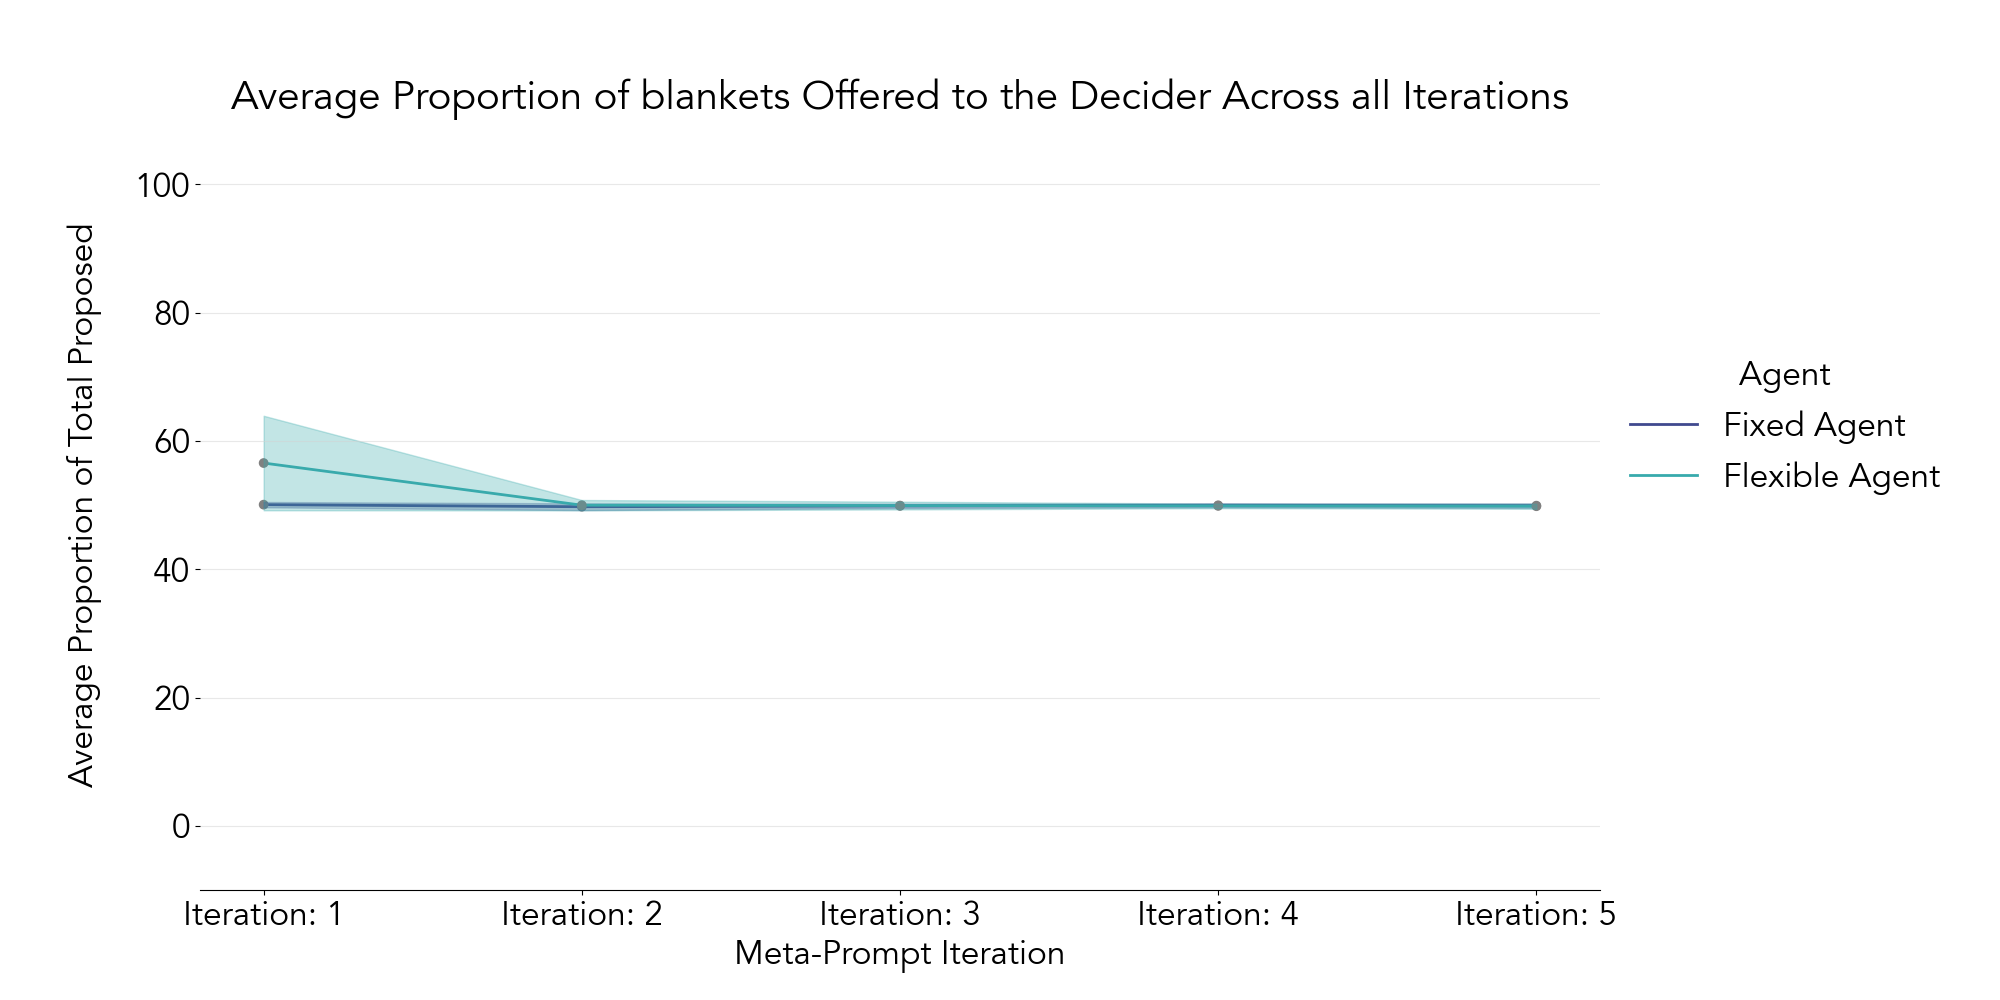 Average Proportion of blankets Offered to the Decider Across all Iterations
Average Proportion of Total Proposed
100
80
60
40
20
0
Iteration: 1
Iteration: 2
Iteration: 3
Iteration: 4
Iteration: 5
Meta-Prompt Iteration
Agent
Fixed Agent
Flexible Agent